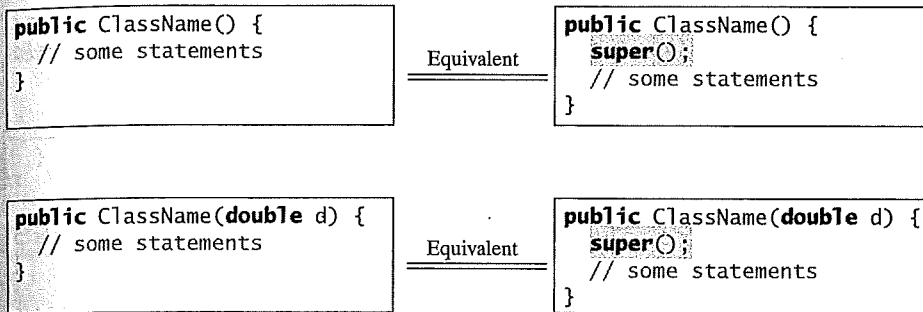 public ClassName() {
// some statements
}
Equivalent
public ClassName() {
super();
// some statements
}
public ClassName(double d) {
// some statements
}
Equivalent
public ClassName(double d) {
super();
// some statements
}